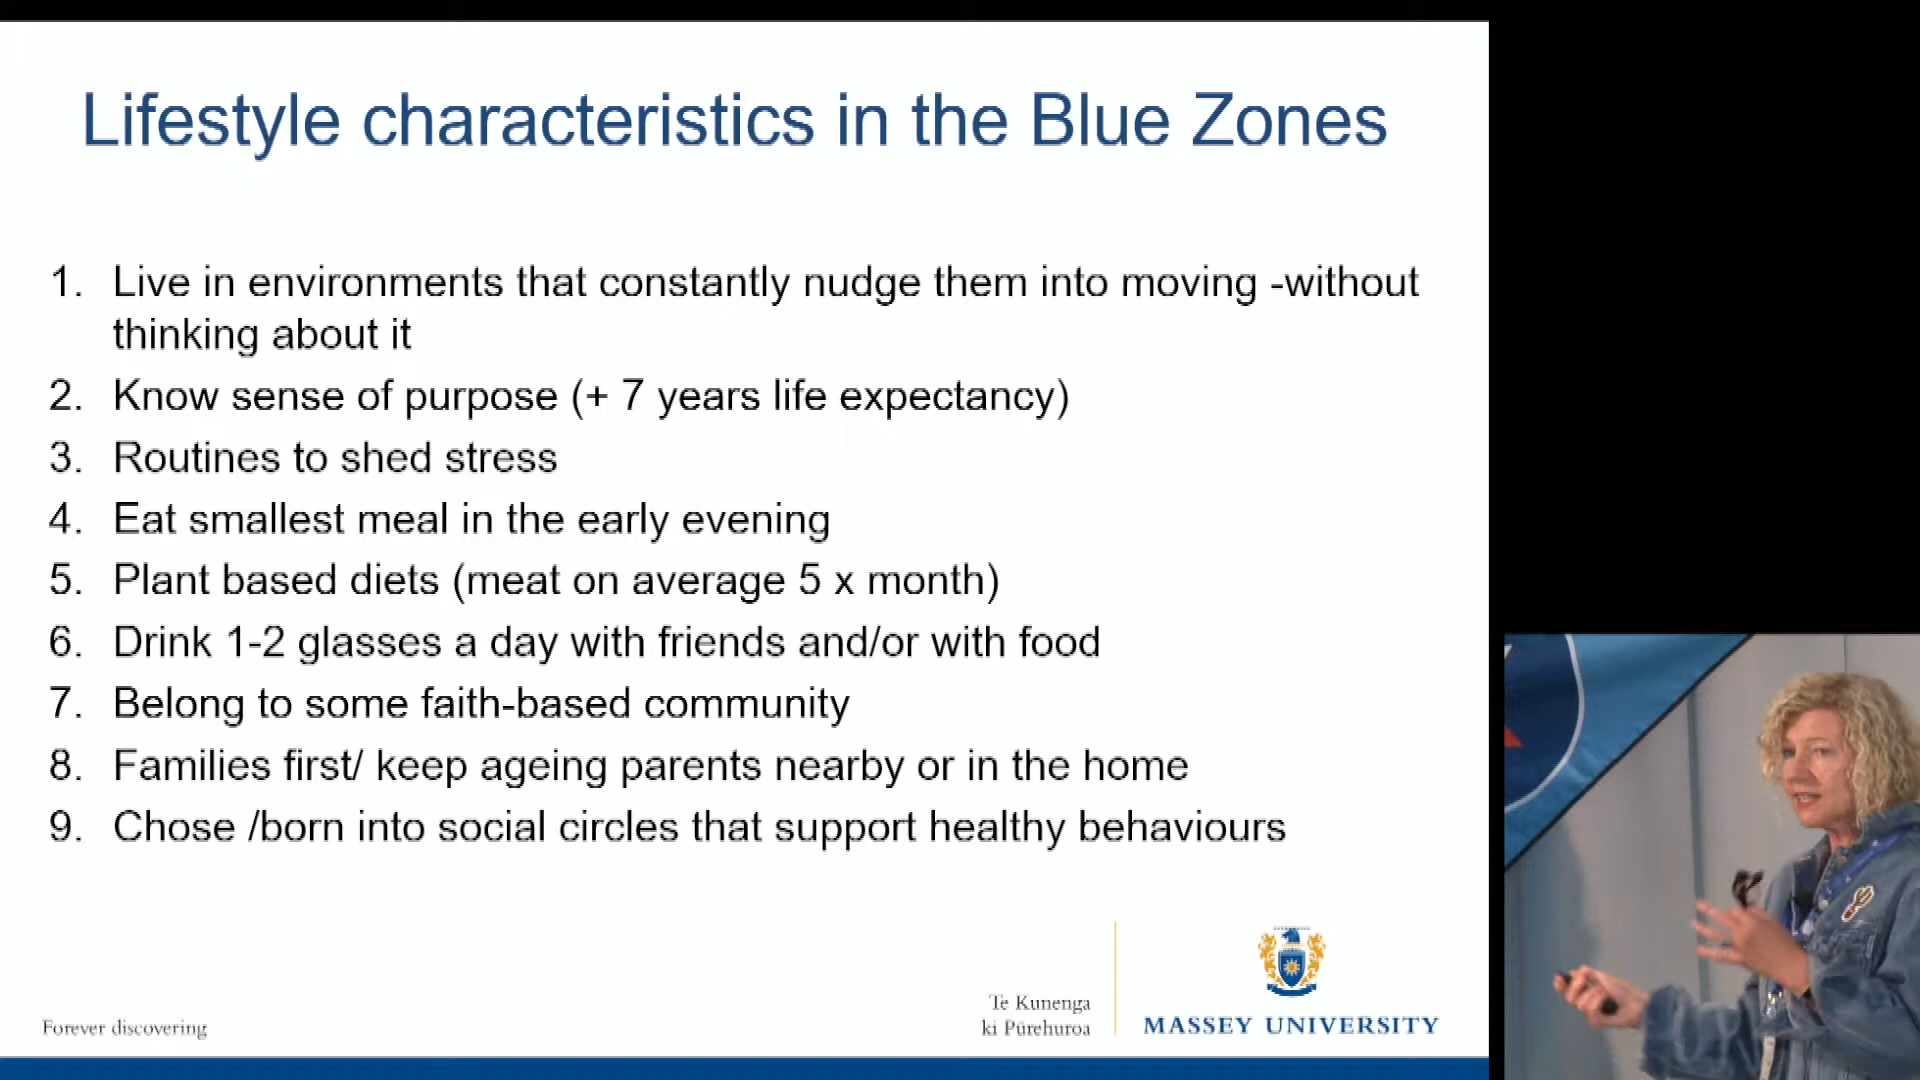 Lifestyle characteristics in the Blue Zones
1. Live in environments that constantly nudge them into moving -without
thinking about it
2. Know sense of purpose (+ 7 years life expectancy)
3. Routines to shed stress
4. Eat smallest meal in the early evening
5. Plant based diets (meat on average 5 x month)
6. Drink 1-2 glasses a day with friends and/or with food
7. Belong to some faith-based community
8. Families first/ keep ageing parents nearby or in the home
9. Chose /born into social circles that support healthy behaviours
Forever discovering
Te Kunenga
ki Pūrehuroa
MASSEY UNIVERSITY